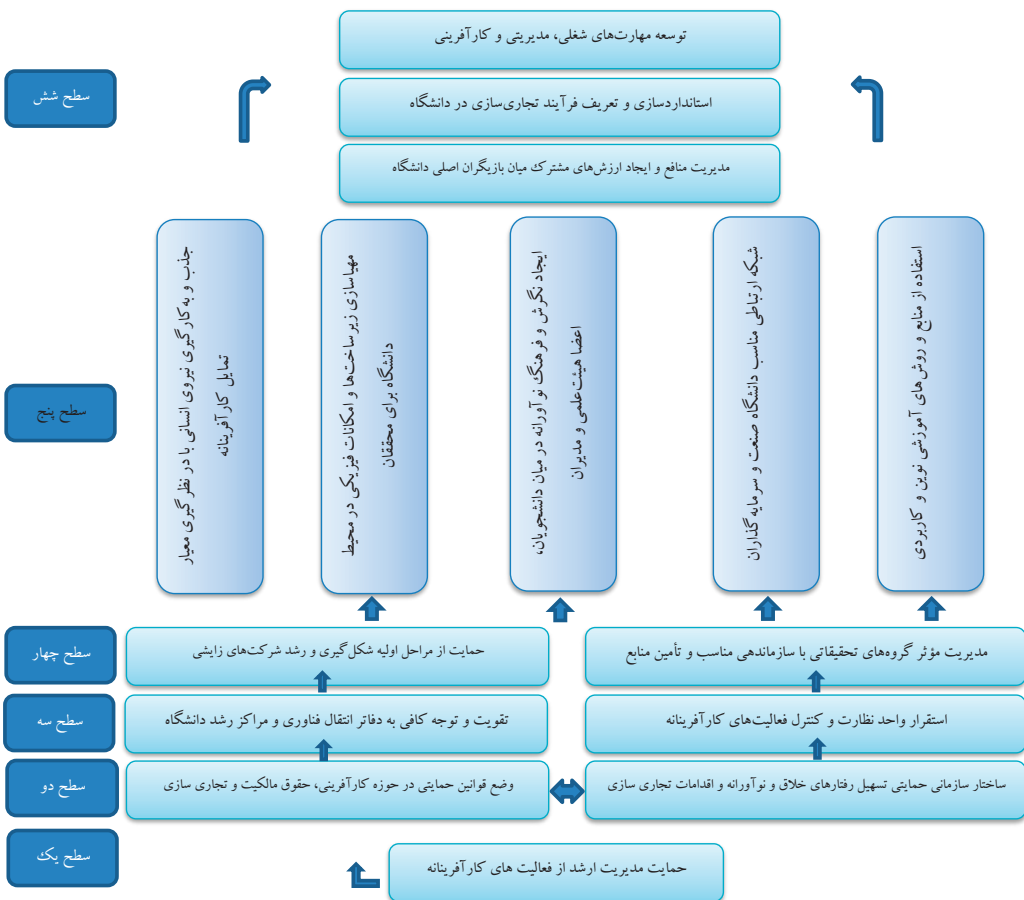 توسعه مهارت‌های شغلی، مدیریتی و کارآفرینی
سطح شش
استانداردسازی و تعریف فرآیند تجاری‌سازی در دانشگاه
مدیریت منافع و ایجاد ارزش‌های مشترک میان بازیگران اصلی دانشگاه
استفاده از منابع و روش‌های آموزشی نوین و کاربردی
شبکه ارتباطی مناسب دانشگاه صنعت و سرمایه گذاران
ایجاد نگرش و فرهنگ نوآورانه در میان دانشجویان،
اعضا هیئت‌علمی و مدیران
مهیاسازی زیرساخت‌ها و امکانات فیزیکی در محیط
دانشگاه برای محققان
جذب و به‌کارگیری نیروی انسانی با در نظر گیری معیار
تمایل کارآفرینانه
سطح پنج
مدیریت مؤثر گروه‌های تحقیقاتی با سازماندهی مناسب و تأمین منابع
حمایت از مراحل اولیه شکل‌گیری و رشد شرکت‌های زایشی
سطح چهار
استقرار واحد نظارت و کنترل فعالیت‌های کارآفرینانه
تقویت و توجه کافی به دفاتر انتقال فناوری و مراکز رشد دانشگاه
سطح سه
ساختار سازمانی حمایتی تسهیل رفتارهای خلاق و نوآورانه و اقدامات تجاری سازی
وضع قوانین حمایتی در حوزه کارآفرینی، حقوق مالکیت و تجاری سازی
سطح دو
حمایت مدیریت ارشد از فعالیت های کارآفرینانه
سطح یک